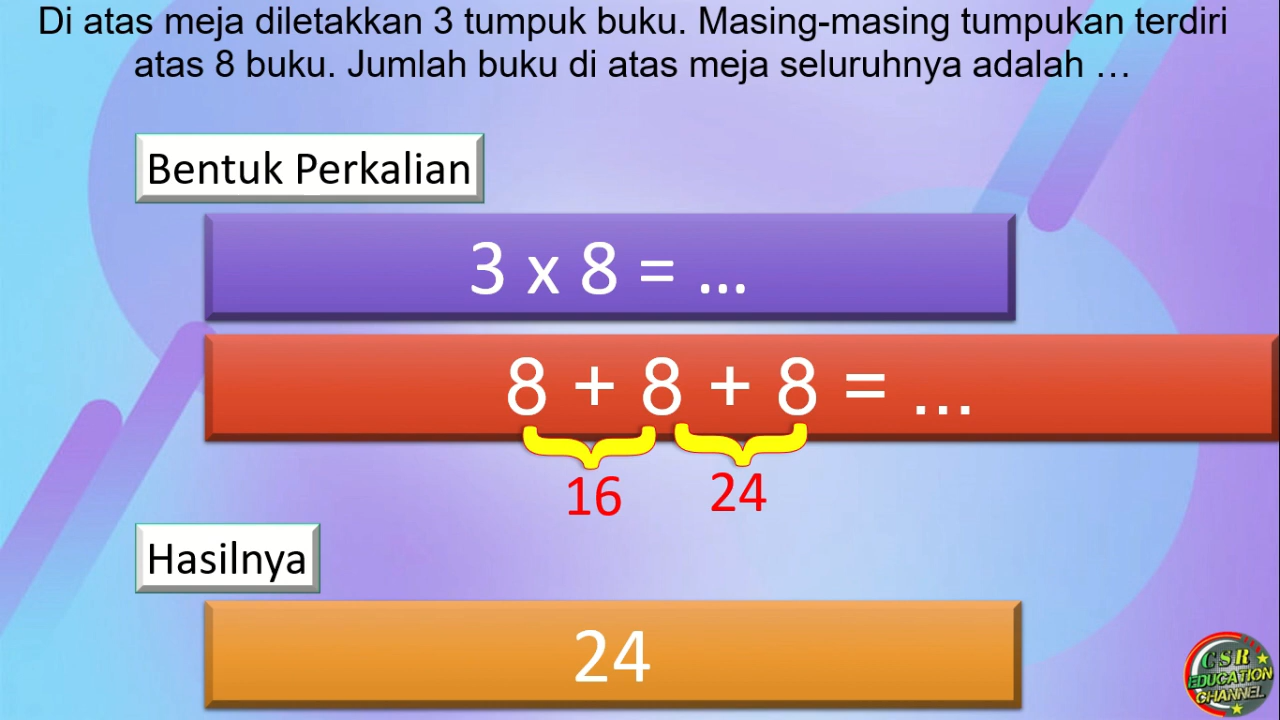 Di atas meja diletakkan 3 tumpuk buku. Masing-masing tumpukan terdiri
atas 8 buku. Jumlah buku di atas meja seluruhnya adalah …
Bentuk Perkalian
3 x 8 = ...
8 + 8 + 8 = ...
16 24
Hasilnya
24
CSR
EDUCATION
CHANNEL